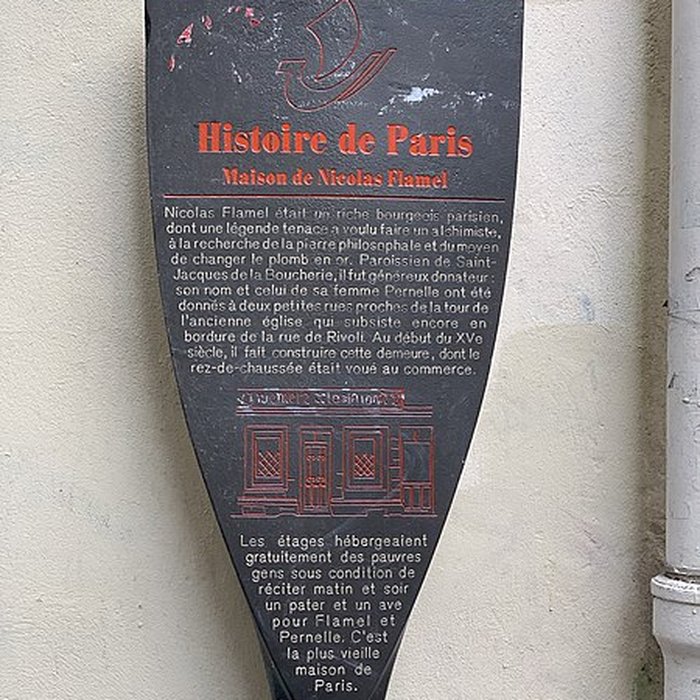 Histoire de Paris
Maison de Nicolas Flamel
Nicolas Flamel était un riche bourgeois parisien,
dont une légende tenace a voulu faire un alchimiste,
à la recherche de la pierre philosophale et du moyen
de changer le plomb en or. Paroissien de Saint-
Jacques de la Boucherie, il fut généreux donateur :
son nom et celui de sa femme Pernelle ont été
donnés à deux petites rues proches de la tour de
l'ancienne église qui subsiste encore en
bordure de la rue de Rivoli. Au début du XVe
siècle, il fait construire cette demeure, dont le
rez-de-chaussée était voué au commerce.
Les étages hébergeaient
gratuitement des pauvres
gens sous condition de
réciter matin et soir
un pater et un ave
pour Flamel et
Pernelle. C'est
la plus vieille
maison de
Paris.